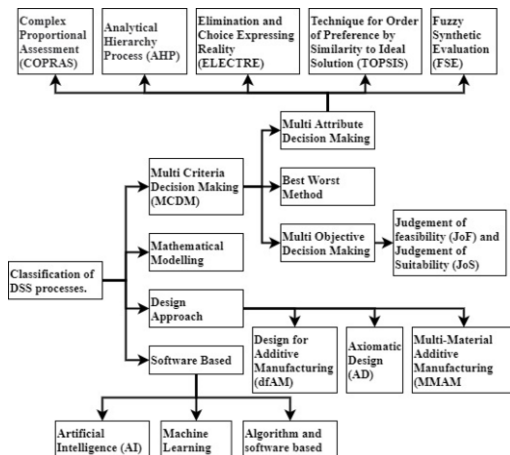 Complex
Proportional
Assessment
(COPRAS)
Analytical
Hierarchy
Process (AHP)
Elimination and
Choice Expressing
Reality
(ELECTRE)
Technique for Order
of Preference by
Similarity to Ideal
Solution (TOPSIS)
Fuzzy
Synthetic
Evaluation
(FSE)
Multi Attribute
Decision Making
Multi Criteria
Decision Making
(MCDM)
Best Worst
Method
Multi Objective
Decision Making
Judgement of
feasibility (JoF) and
Judgement of
Suitability (JoS)
Mathematical
Modelling
Classification of
DSS processes.
Design
Approach
Design for
Additive
Manufacturing
(dfAM)
Axiomatic
Design
(AD)
Multi-Material
Additive
Manufacturing
(MMAM
Software Based
Artificial
Intelligence (AI)
Machine
Learning
Algorithm and
software based